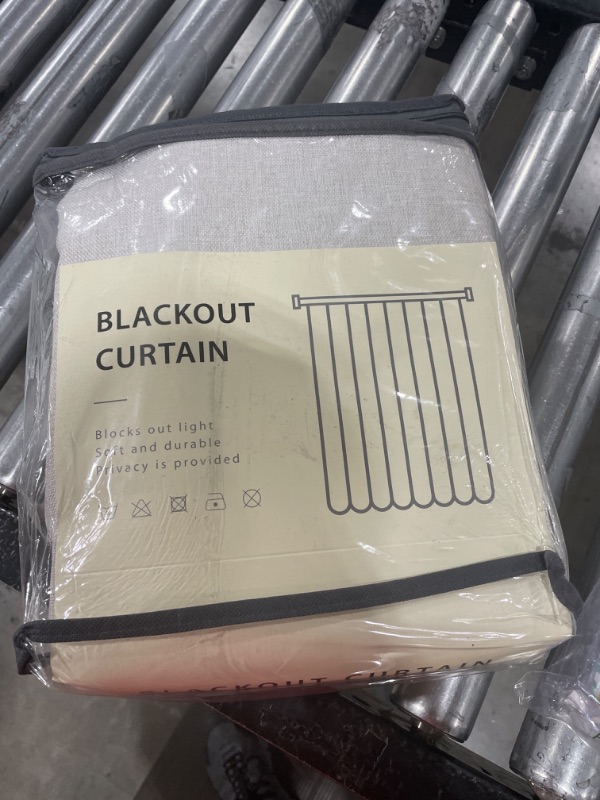 BLACKOUT
CURTAIN
Blocks out light
Soft and durable
Privacy is provided
BLACKOUT CURTAIN